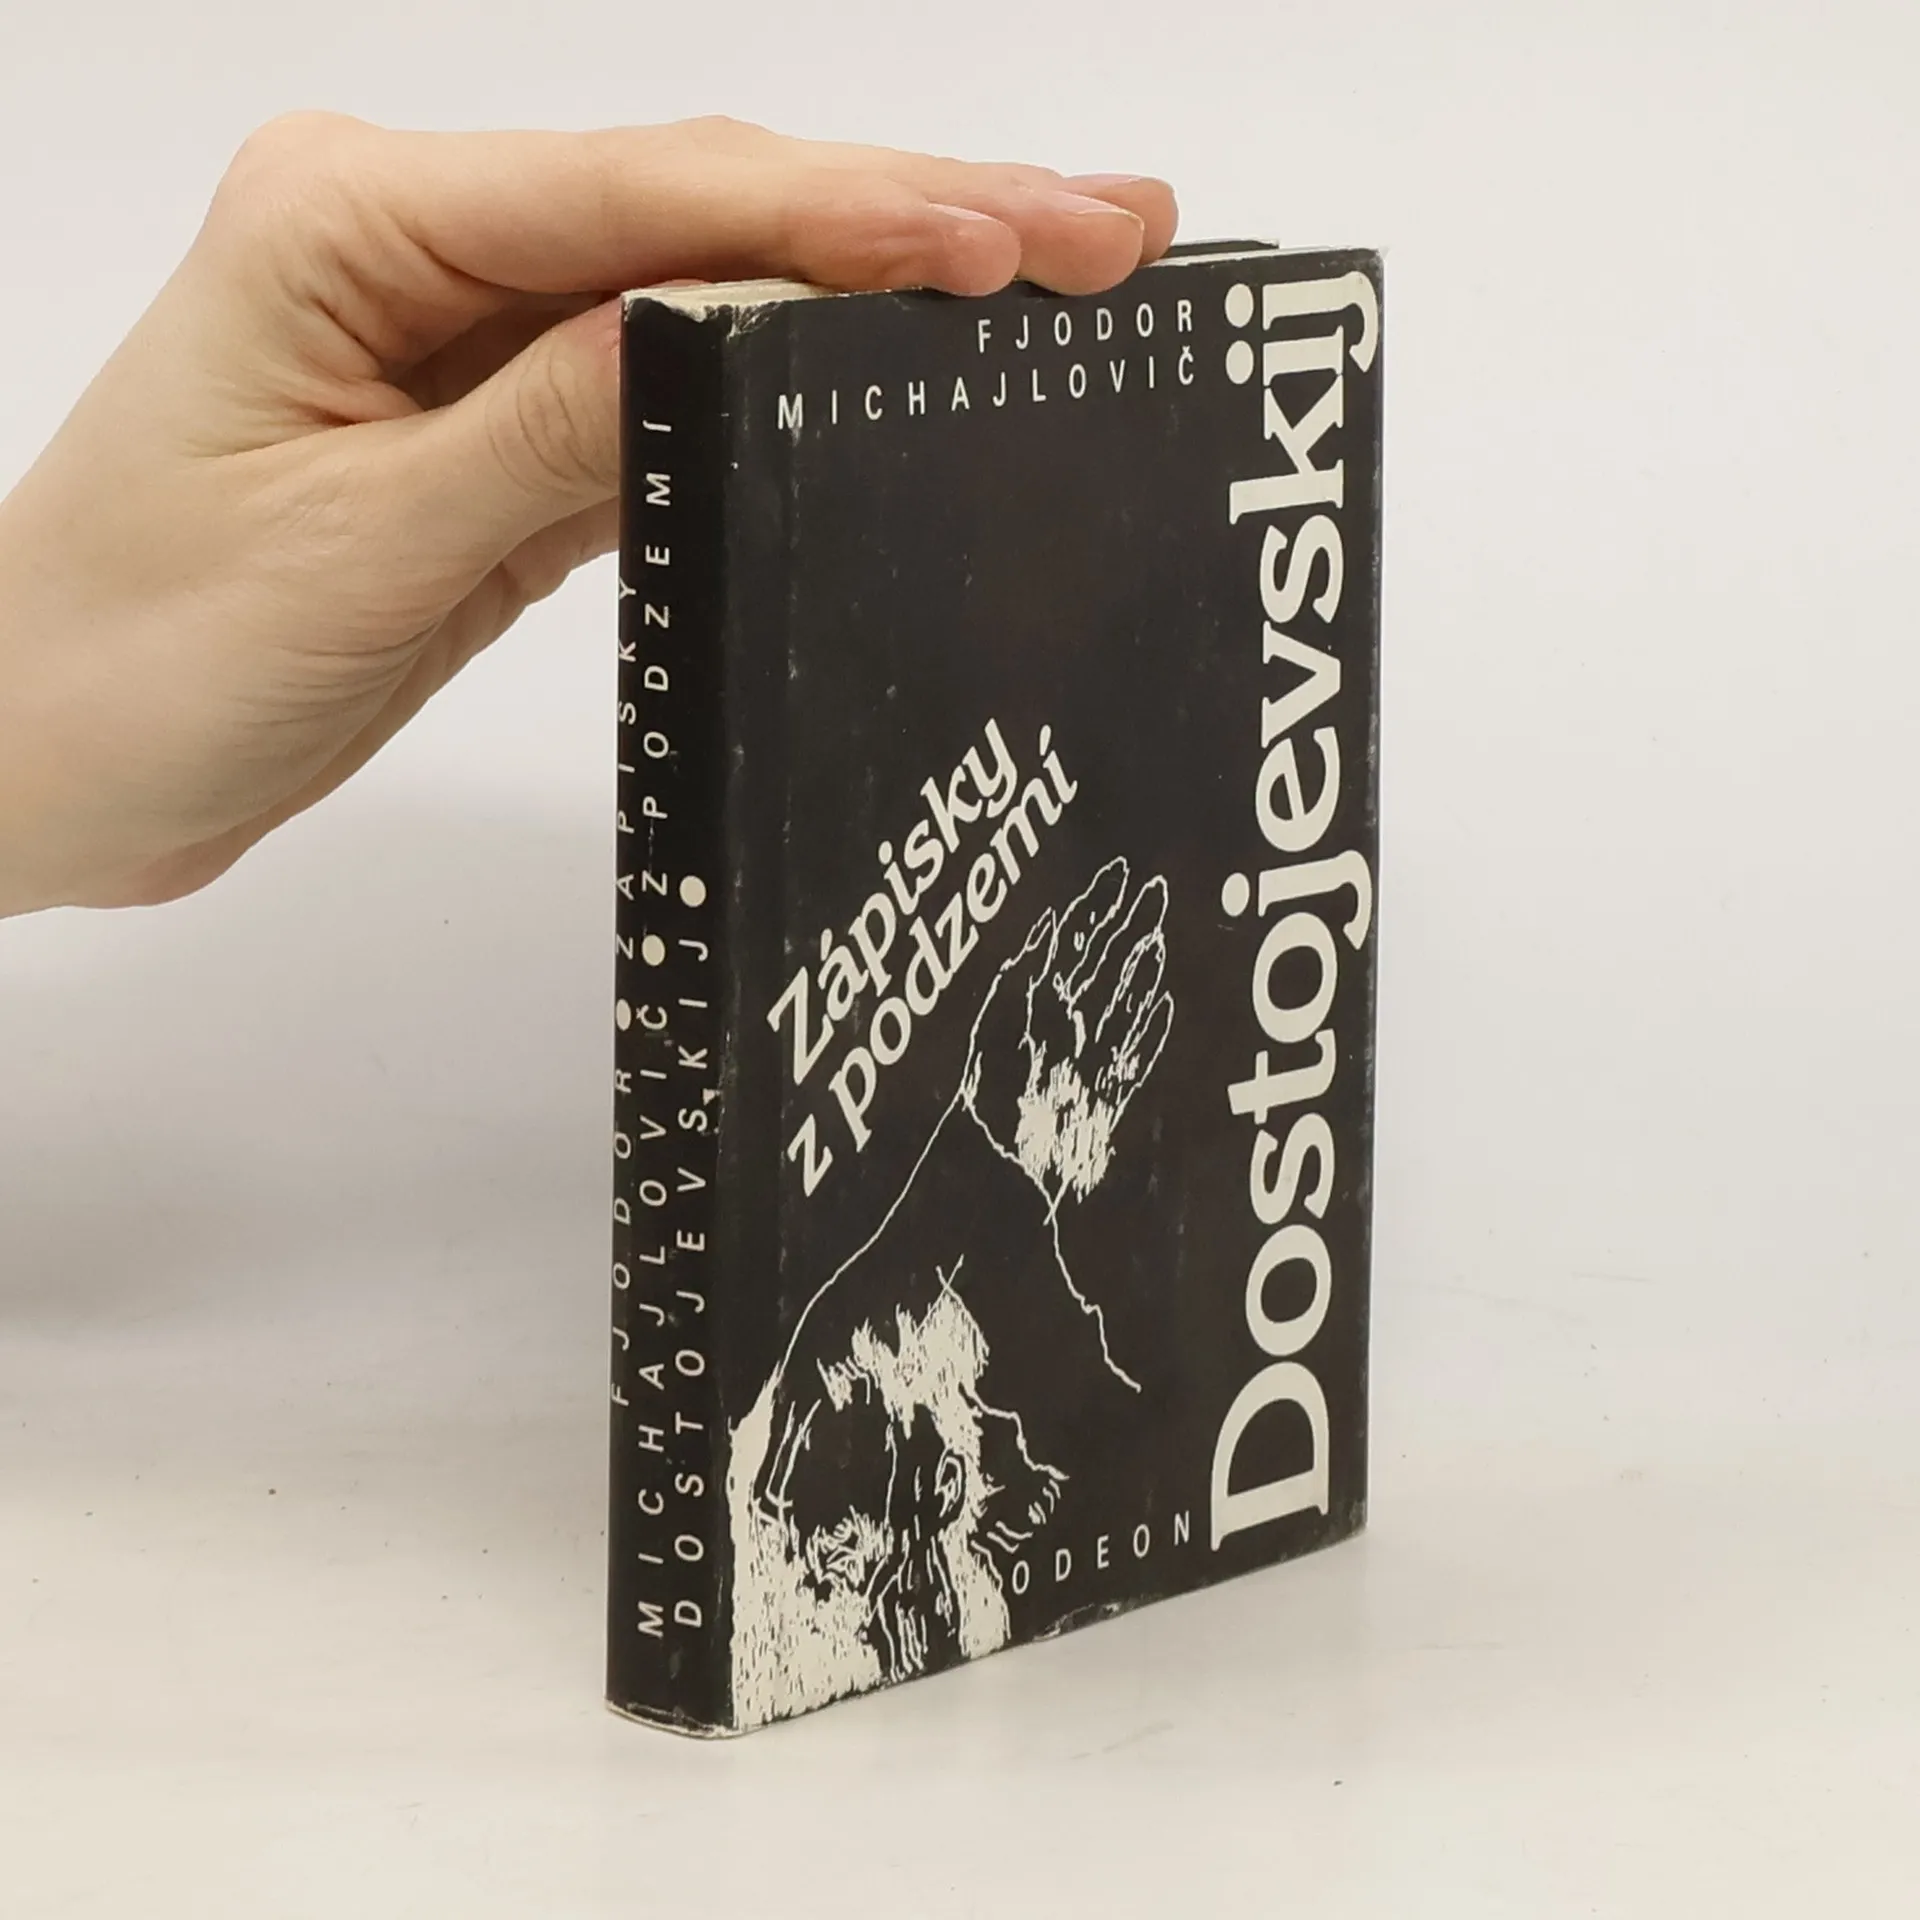 FJODOR
MICHAJLOVIČ
Dostojevskij
Zápisky
z podzemí
ODEON
FJODOR • ZÁPISKY
MICHAJLOVIČ • Z PODZEMÍ
DOSTOJEVSKIJ •